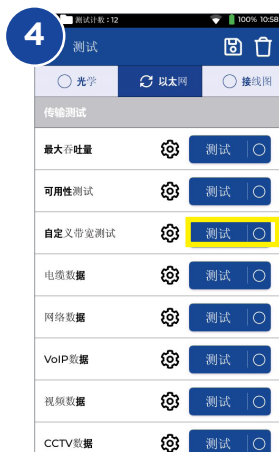 4
测试计数：12
100% 10:58
测试
光学
以太网
接线图
传输测试
最大吞吐量
测试
可用性测试
测试
自定义带宽测试
测试
电缆数据
测试
网络数据
测试
VoIP数据
测试
视频数据
测试
CCTV数据
测试